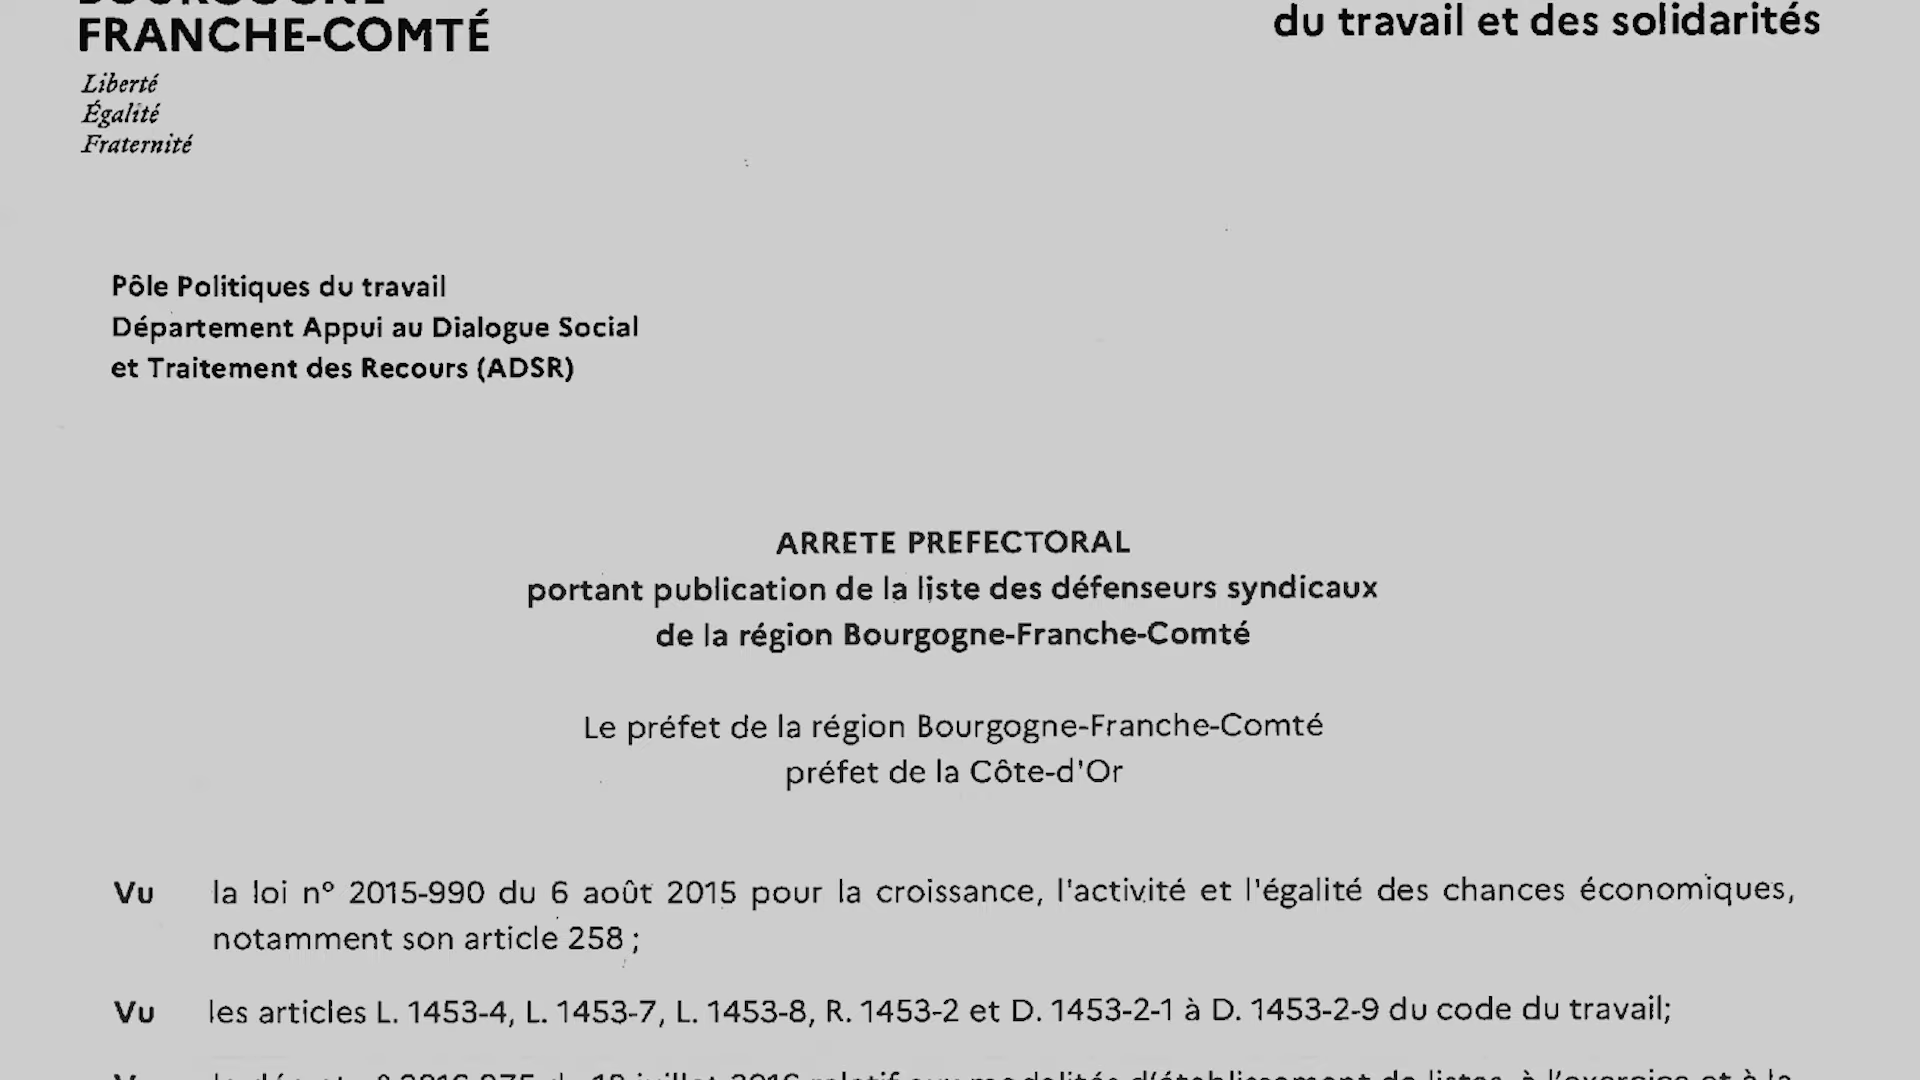 FRANCHE-COMTÉ
du travail et des solidarités
Liberté
Égalité
Fraternité
Pôle Politiques du travail
Département Appui au Dialogue Social
et Traitement des Recours (ADSR)
ARRETE PREFECTORAL
portant publication de la liste des défenseurs syndicaux
de la région Bourgogne-Franche-Comté
Le préfet de la région Bourgogne-Franche-Comté
préfet de la Côte-d'Or
Vu la loi n° 2015-990 du 6 août 2015 pour la croissance, l'activité et l'égalité des chances économiques,
notamment son article 258 ;
Vu les articles L. 1453-4, L. 1453-7, L. 1453-8, R. 1453-2 et D. 1453-2-1 à D. 1453-2-9 du code du travail;